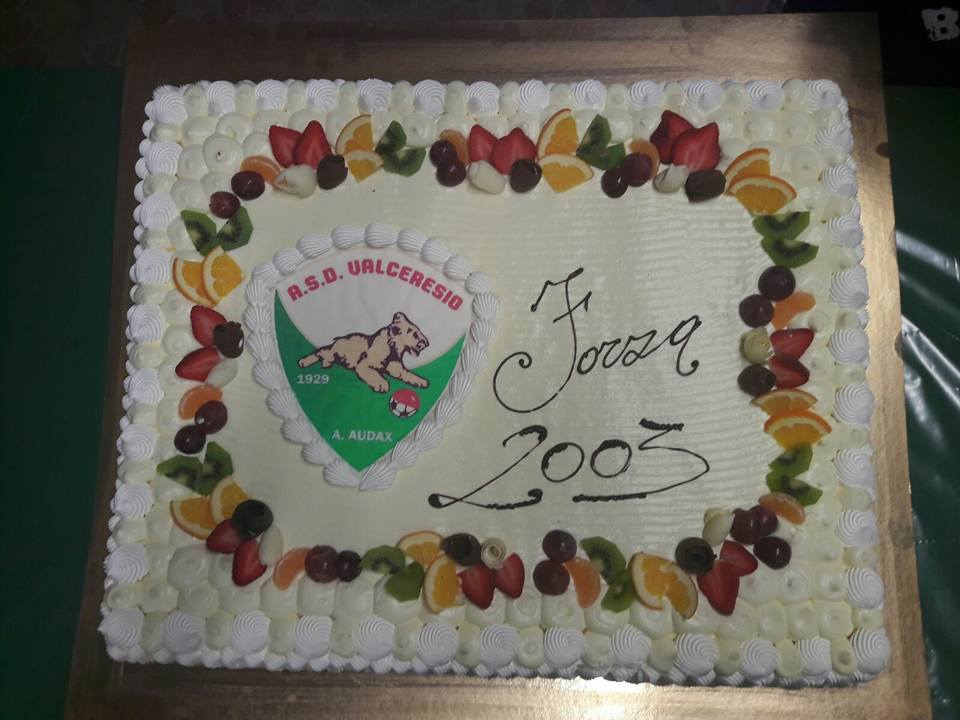 A.S.D. VALCERESIO
1929
A. AUDAX
Forza
2003
B